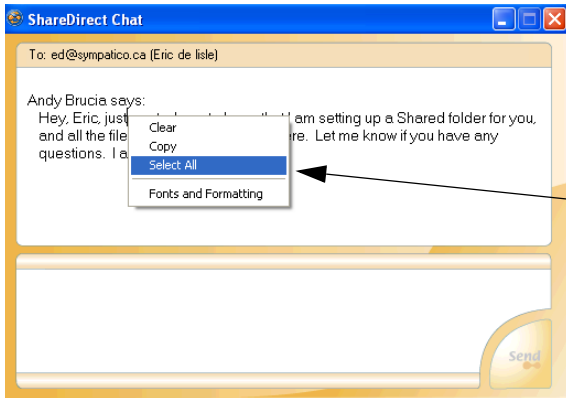 ShareDirect Chat
To: ed@sympatico.ca (Eric de lisle)
Andy Brucia says:
Hey, Eric, just am setting up a Shared folder for you,
and all the file re. Let me know if you have any
questions. I a
Clear
Copy
Select All
Fonts and Formatting
Send